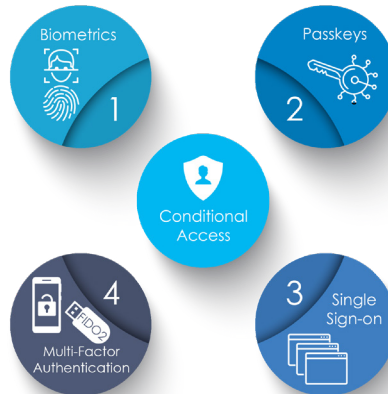 Biometrics
1
Passkeys
2
Conditional
Access
4
FIDO2
Multi-Factor
Authentication
3
Single
Sign-on